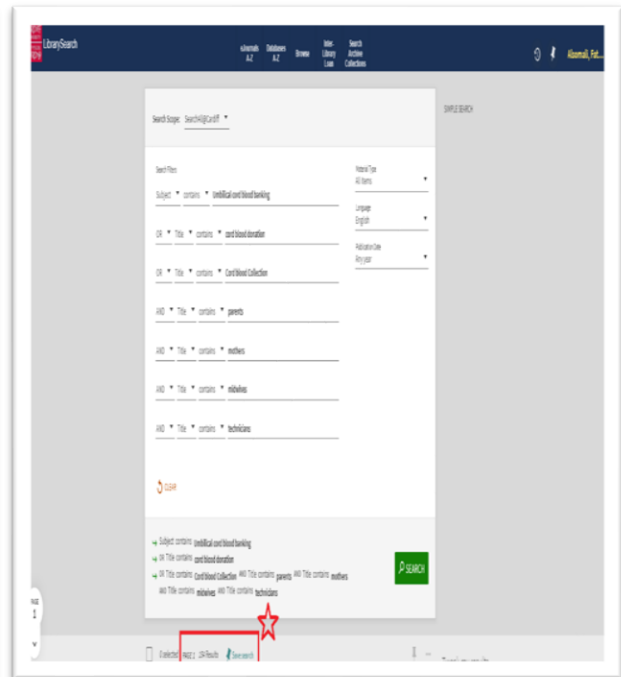 LibrarySearch
eJournals A-Z
Databases A-Z
Browse
Inter-Library Loan
Search Archive Collections
SIMPLE SEARCH
Search Scope: SearchAll@Cardiff
Search Filters
Material Type
All items
Subject contains Umbilical cord blood banking
Language
English
OR Title contains cord blood donation
Publication Date
Any year
OR Title contains Cord blood Collection
AND Title contains parents
AND Title contains mothers
AND Title contains midwives
AND Title contains technicians
CLEAR
Subject contains Umbilical cord blood banking
OR Title contains cord blood donation
OR Title contains Cord blood Collection AND Title contains parents AND Title contains mothers
AND Title contains midwives AND Title contains technicians
SEARCH
PAGE
1
0 selected PAGE 1 Results Save search